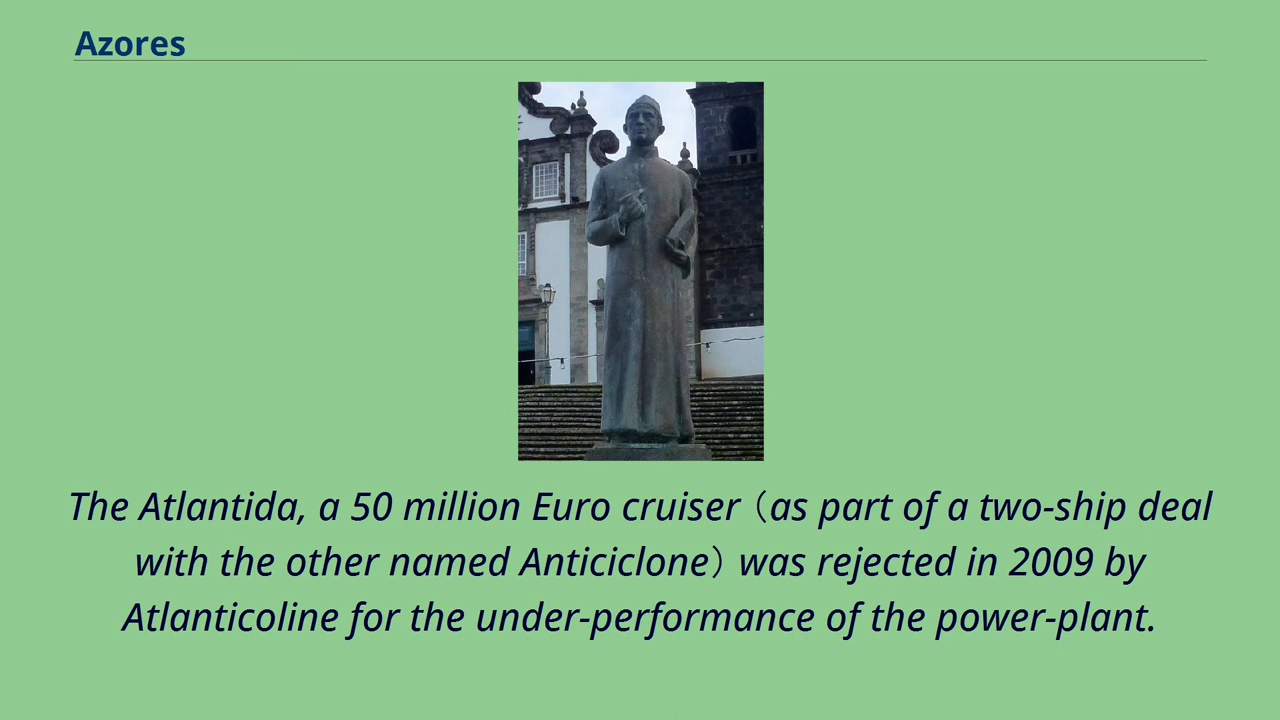 Azores
The Atlantida, a 50 million Euro cruiser（as part of a two-ship deal
with the other named Anticiclone）was rejected in 2009 by
Atlanticoline for the under-performance of the power-plant.